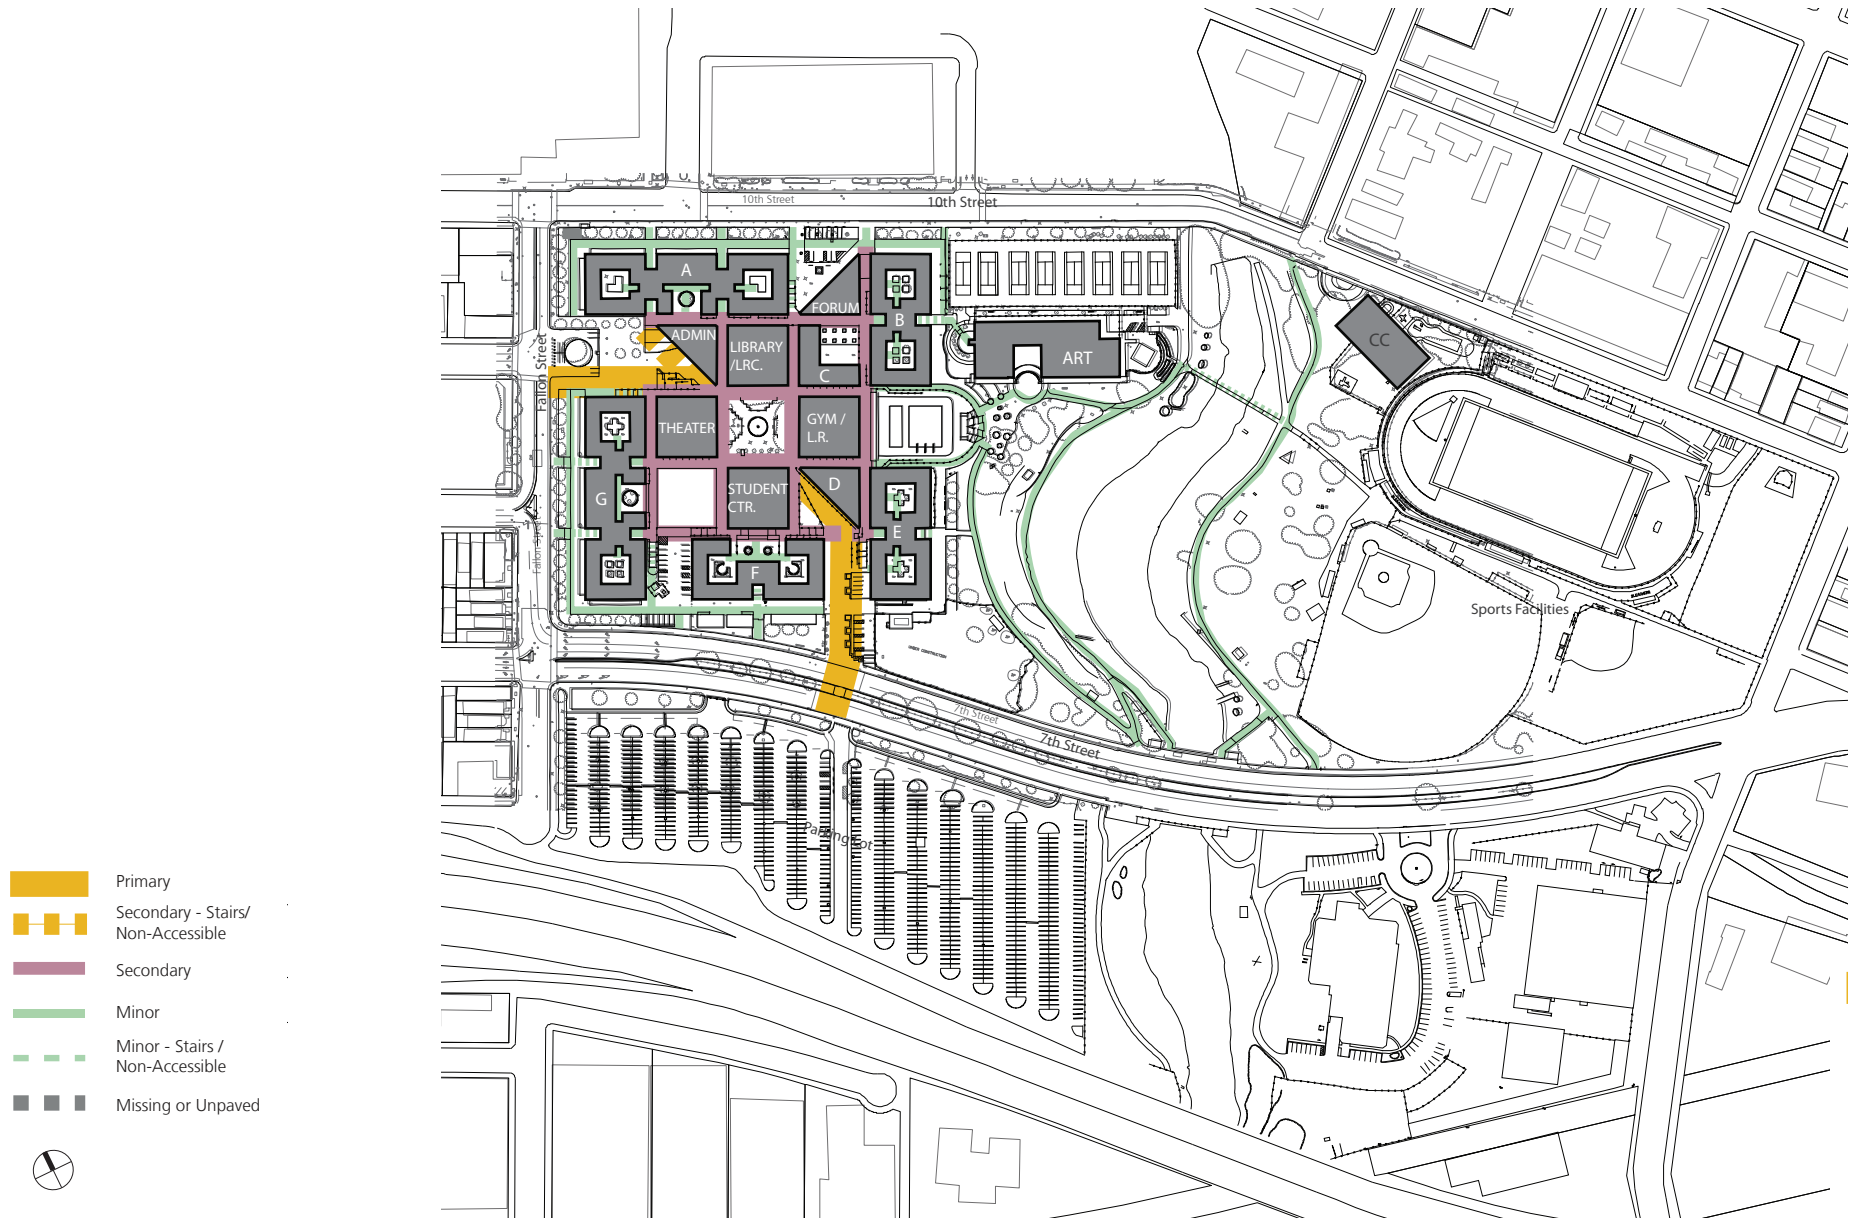 10th Street
10th Street
A
FORUM
B
ADMIN
LIBRARY
/LRC.
C
ART
CC
Fallon Street
THEATER
GYM /
L.R.
G
STUDENT
CTR.
D
E
F
Sports Facilities
7th Street
7th Street
Parking Lot
Primary
Secondary - Stairs/
Non-Accessible
Secondary
Minor
Minor - Stairs /
Non-Accessible
Missing or Unpaved